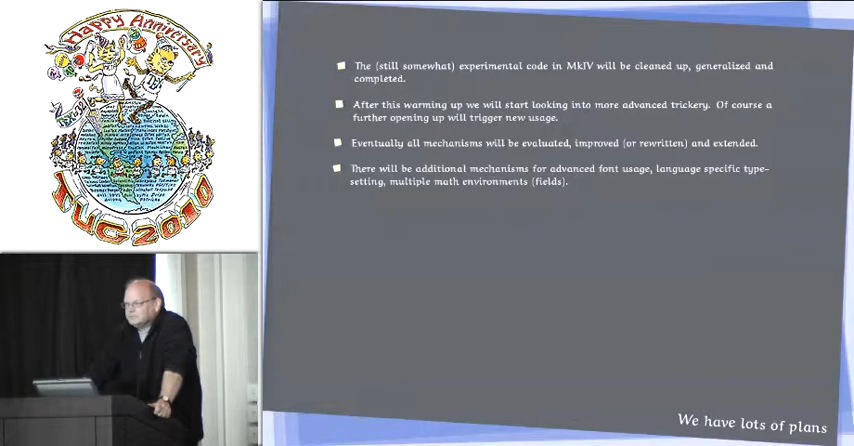 Happy Anniversary
TUG 2010
The (still somewhat) experimental code in MkIV will be cleaned up, generalized and
completed.
After this warming up we will start looking into more advanced trickery. Of course a
further opening up will trigger new usage.
Eventually all mechanisms will be evaluated, improved (or rewritten) and extended.
There will be additional mechanisms for advanced font usage, language specific type-
setting, multiple math environments (fields).
We have lots of plans